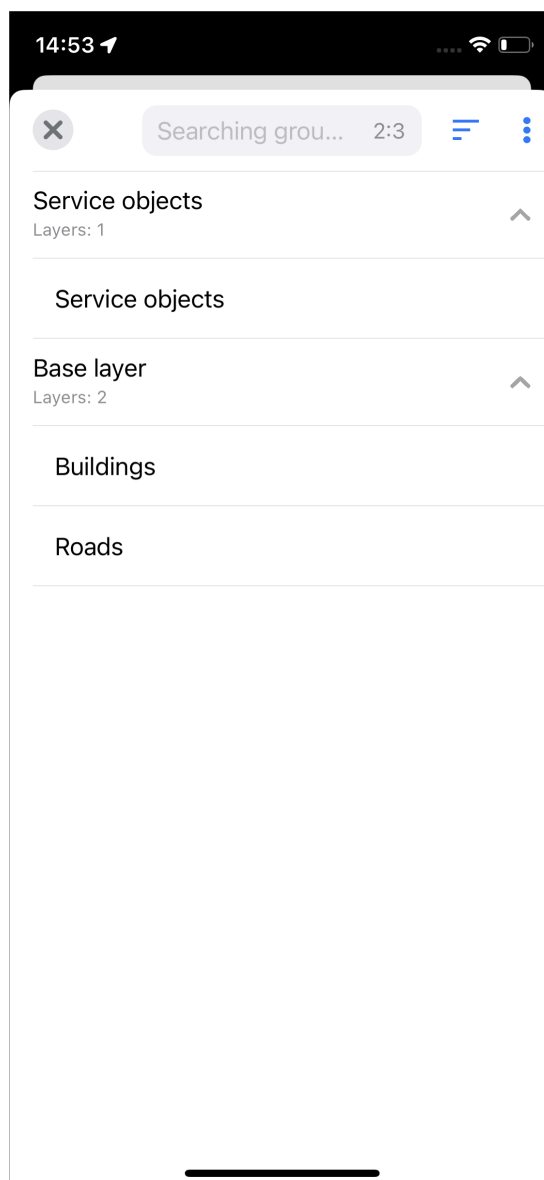 14:53
Searching grou... 2:3
Service objects
Layers: 1
Service objects
Base layer
Layers: 2
Buildings
Roads